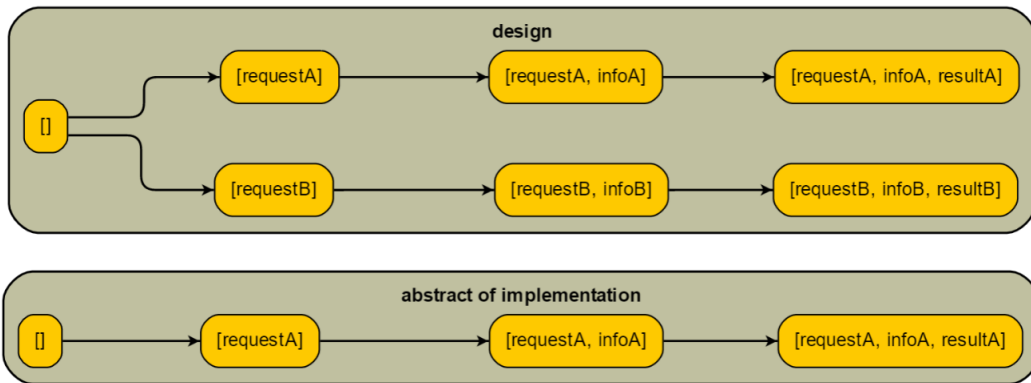 design
[requestA]
[requestA, infoA]
[requestA, infoA, resultA]
[]
[requestB]
[requestB, infoB]
[requestB, infoB, resultB]
abstract of implementation
[]
[requestA]
[requestA, infoA]
[requestA, infoA, resultA]